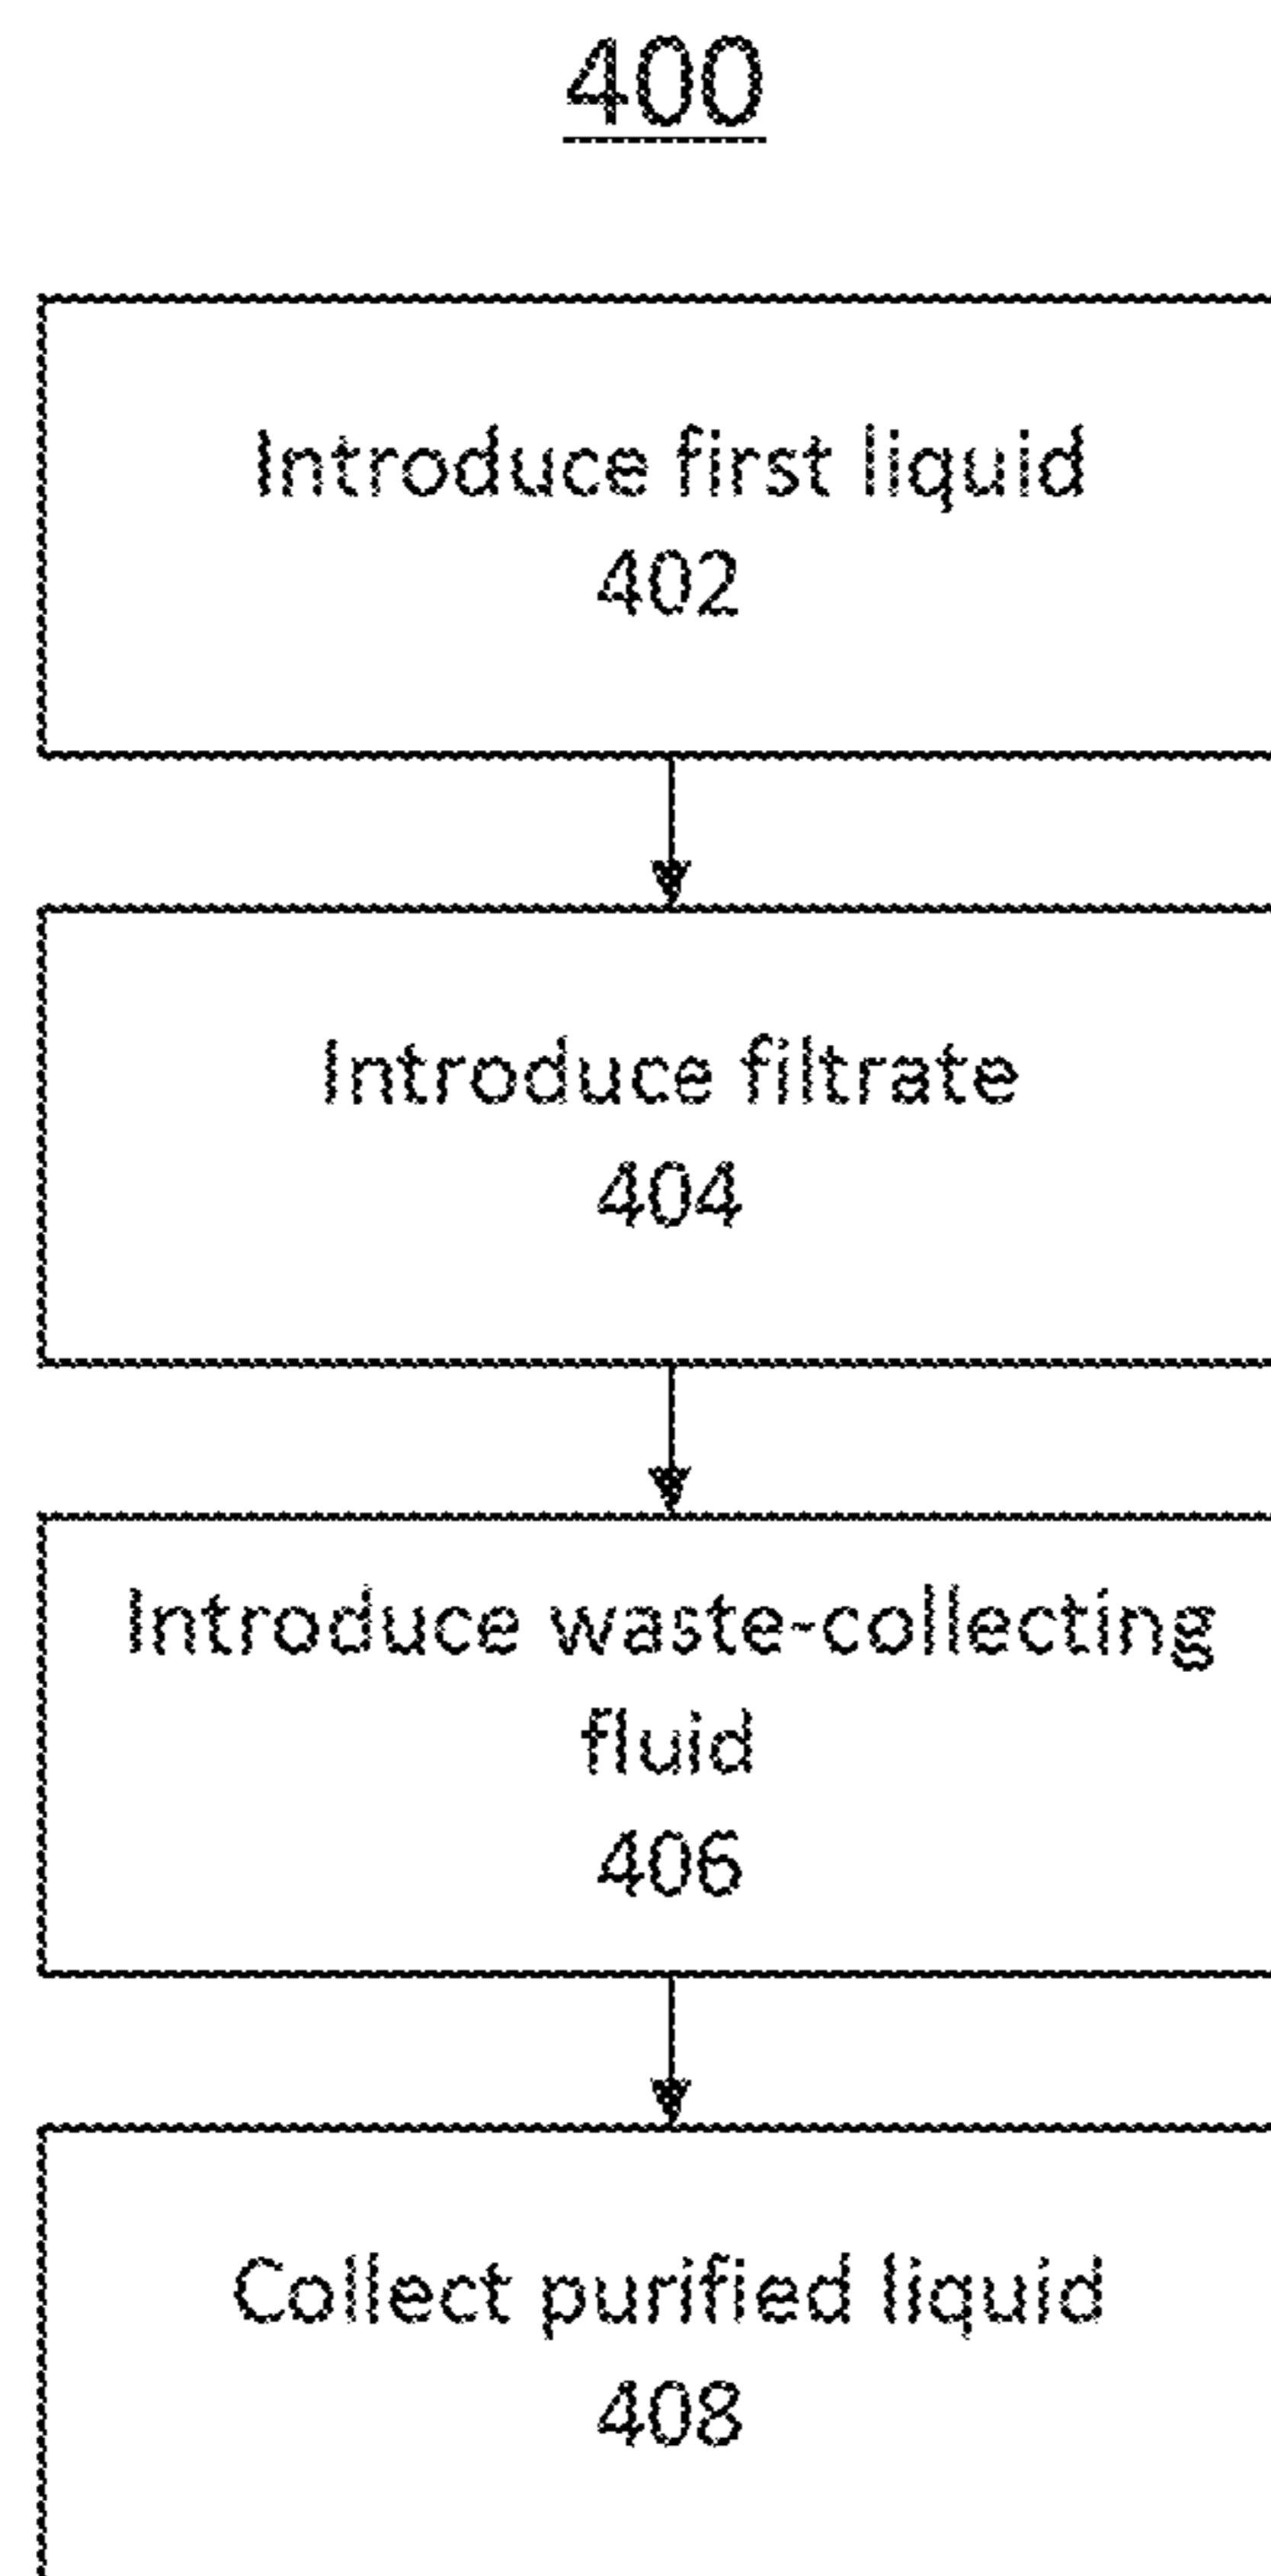 400
Introduce first liquid
402
Introduce filtrate
404
Introduce waste-collecting
fluid
406
Collect purified liquid
408